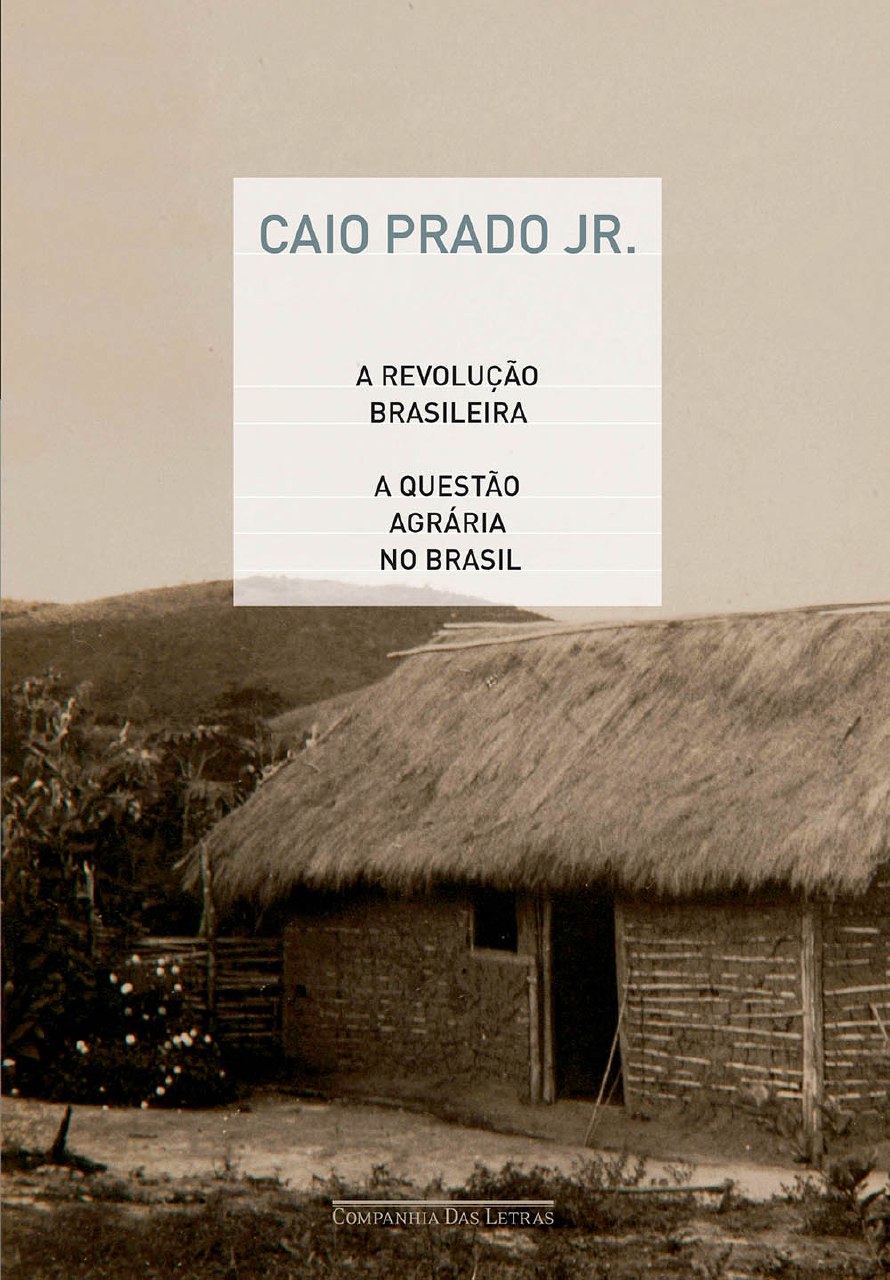 CAIO PRADO JR.
A REVOLUÇÃO
BRASILEIRA
A QUESTÃO
AGRÁRIA
NO BRASIL
COMPANHIA DAS LETRAS